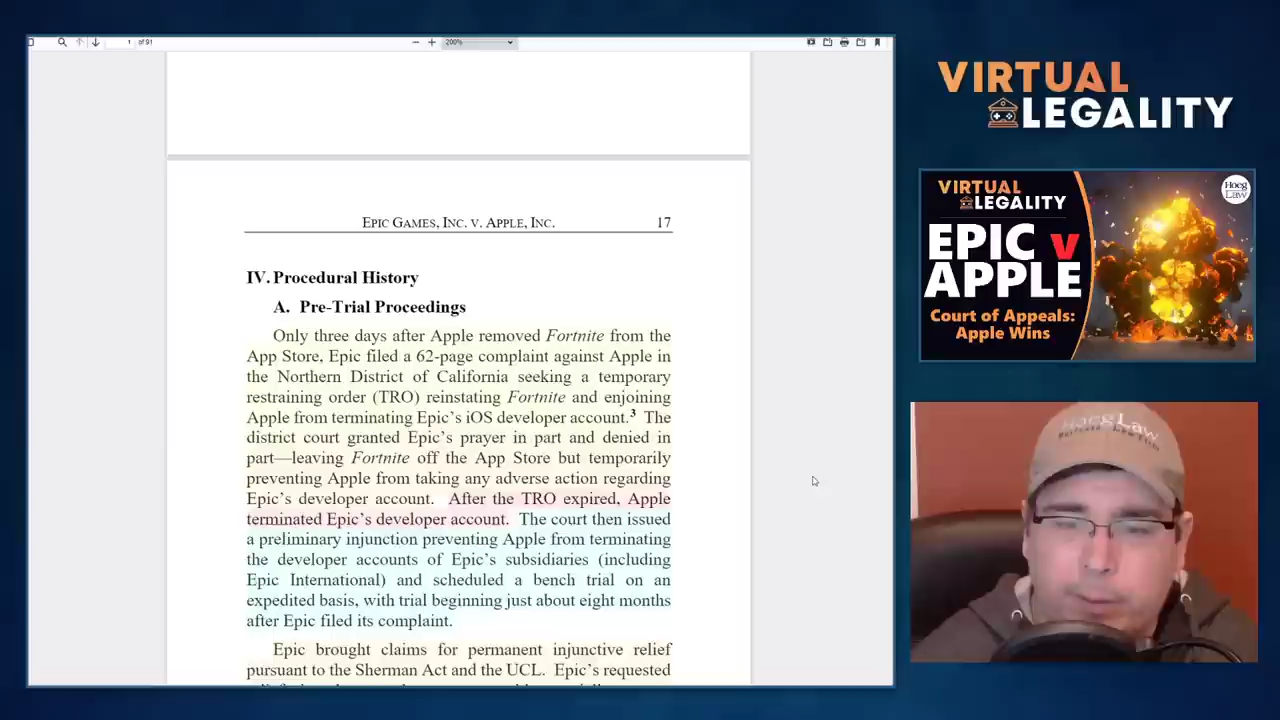 1 of 91
200%
EPIC GAMES, INC. V. APPLE, INC. 17
IV. Procedural History
A. Pre-Trial Proceedings
Only three days after Apple removed Fortnite from the
App Store, Epic filed a 62-page complaint against Apple in
the Northern District of California seeking a temporary
restraining order (TRO) reinstating Fortnite and enjoining
Apple from terminating Epic’s iOS developer account.3 The
district court granted Epic’s prayer in part and denied in
part—leaving Fortnite off the App Store but temporarily
preventing Apple from taking any adverse action regarding
Epic’s developer account. After the TRO expired, Apple
terminated Epic’s developer account. The court then issued
a preliminary injunction preventing Apple from terminating
the developer accounts of Epic’s subsidiaries (including
Epic International) and scheduled a bench trial on an
expedited basis, with trial beginning just about eight months
after Epic filed its complaint.
Epic brought claims for permanent injunctive relief
pursuant to the Sherman Act and the UCL. Epic’s requested
VIRTUAL
LEGALITY
VIRTUAL
LEGALITY
Hoeg
Law
EPIC v
APPLE
Court of Appeals:
Apple Wins
Hoeg Law